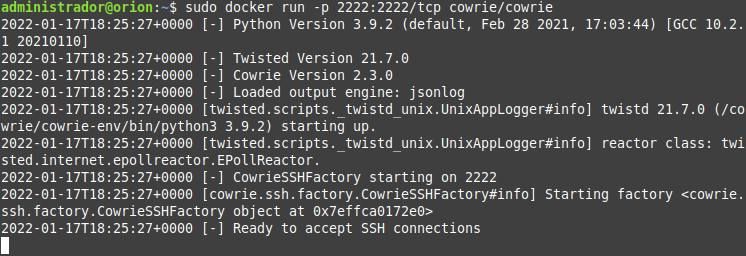 administrador@orion:~$ sudo docker run -p 2222:2222/tcp cowrie/cowrie
2022-01-17T18:25:27+0000 [-] Python Version 3.9.2 (default, Feb 28 2021, 17:03:44) [GCC 10.2.
1 20210110]
2022-01-17T18:25:27+0000 [-] Twisted Version 21.7.0
2022-01-17T18:25:27+0000 [-] Cowrie Version 2.3.0
2022-01-17T18:25:27+0000 [-] Loaded output engine: jsonlog
2022-01-17T18:25:27+0000 [twisted.scripts._twistd_unix.UnixAppLogger#info] twistd 21.7.0 (/co
wrie/cowrie-env/bin/python3 3.9.2) starting up.
2022-01-17T18:25:27+0000 [twisted.scripts._twistd_unix.UnixAppLogger#info] reactor class: twi
sted.internet.epollreactor.EPollReactor.
2022-01-17T18:25:27+0000 [-] CowrieSSHFactory starting on 2222
2022-01-17T18:25:27+0000 [cowrie.ssh.factory.CowrieSSHFactory#info] Starting factory <cowrie.
ssh.factory.CowrieSSHFactory object at 0x7effca0172e0>
2022-01-17T18:25:27+0000 [-] Ready to accept SSH connections